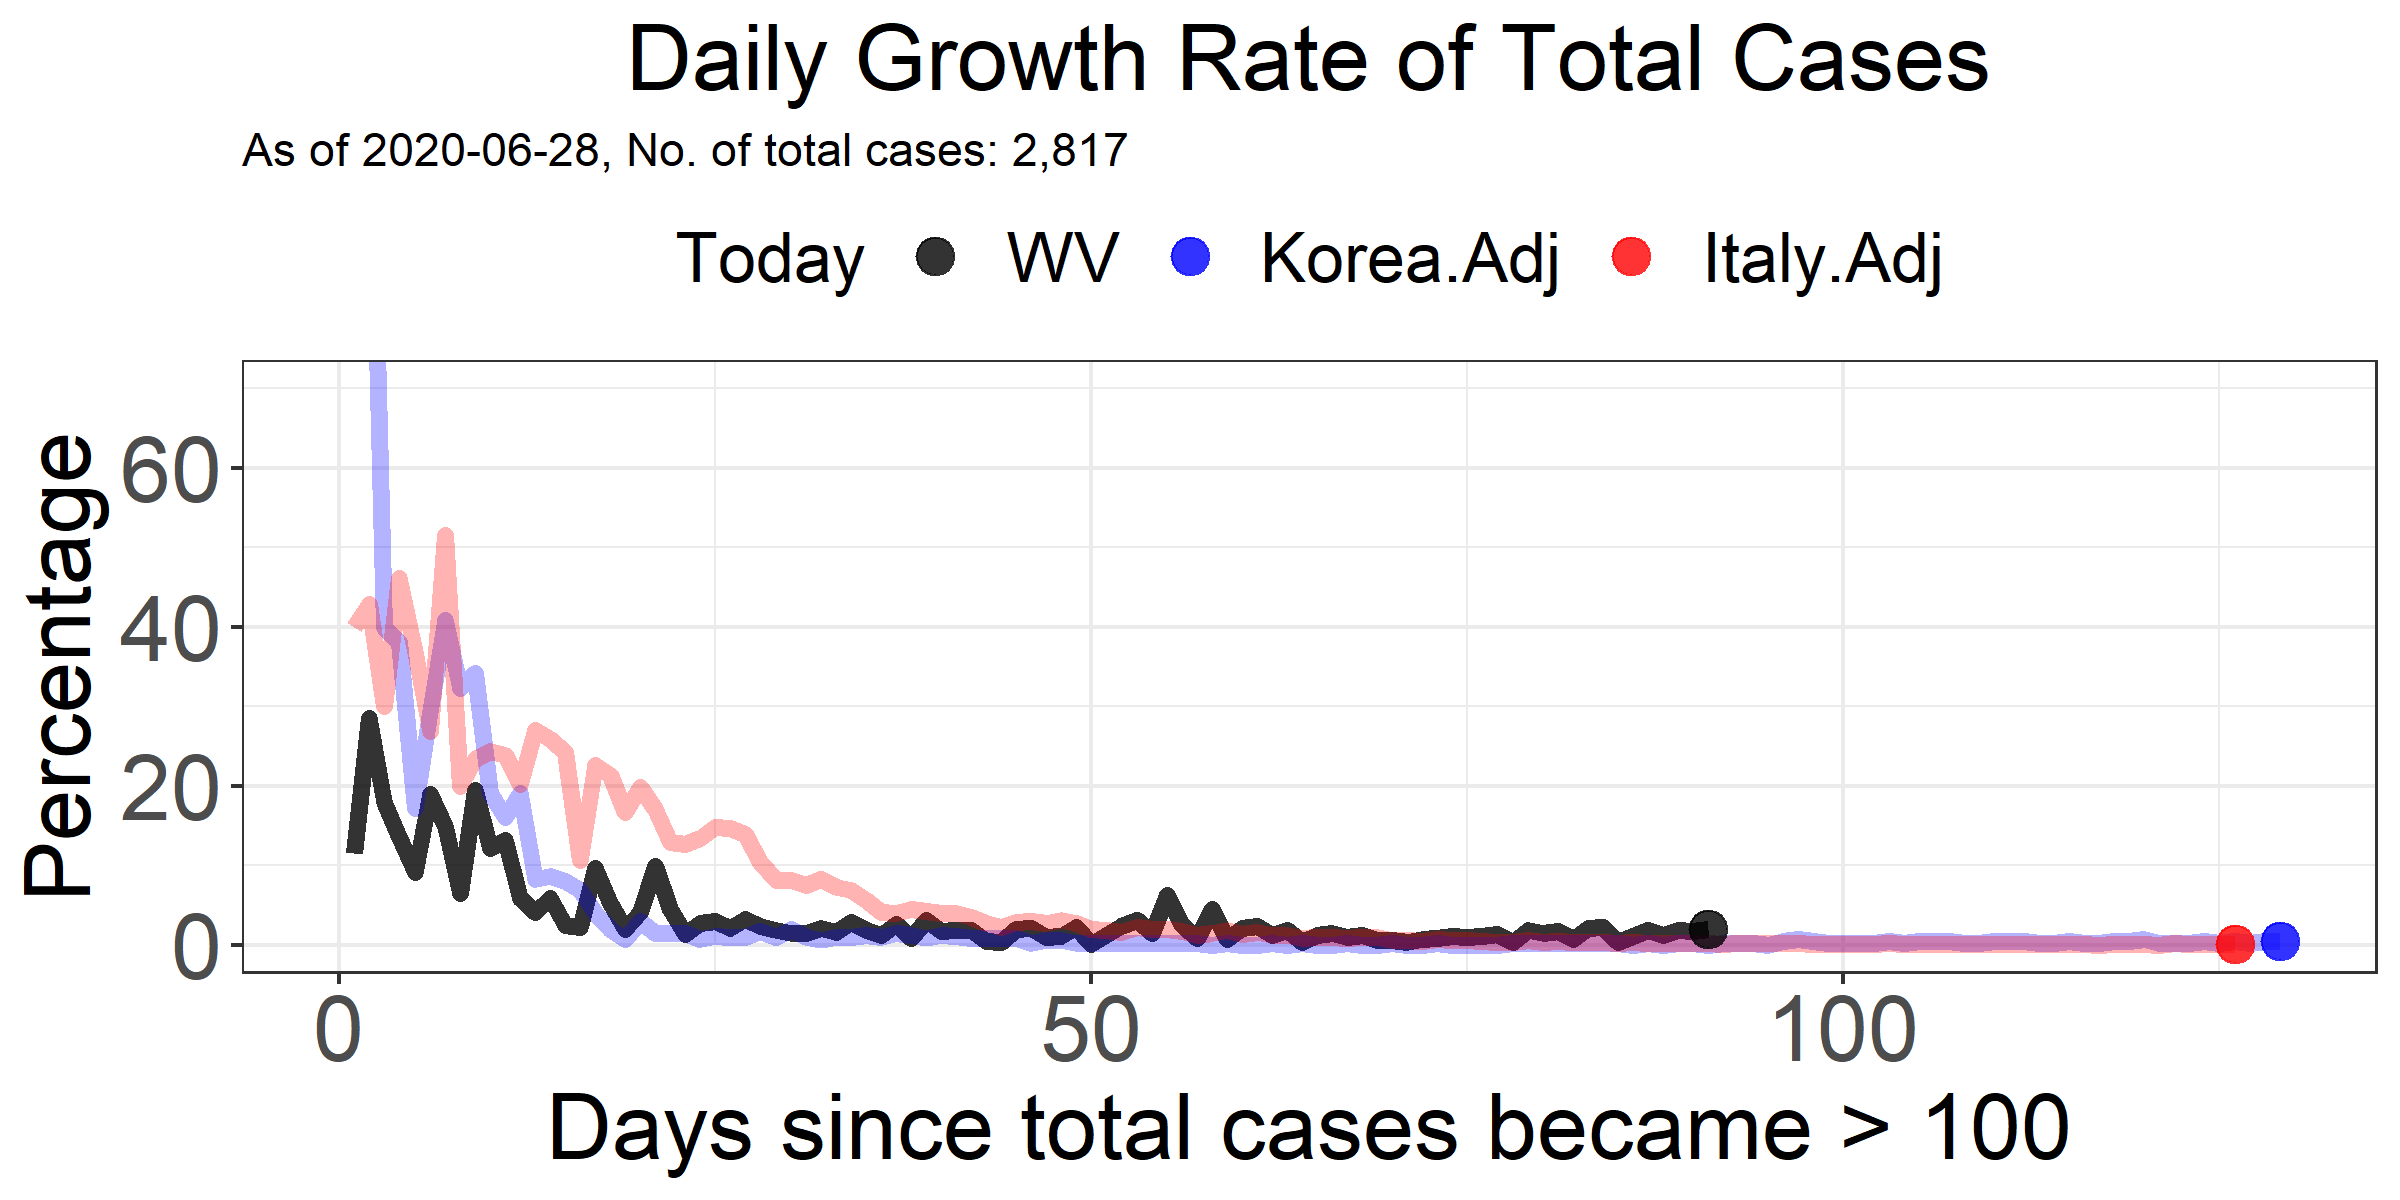 Daily Growth Rate of Total Cases
As of 2020-06-28, No. of total cases: 2,817
Today WV Korea.Adj Italy.Adj
Percentage
60
40
20
0
0 50 100
Days since total cases became > 100